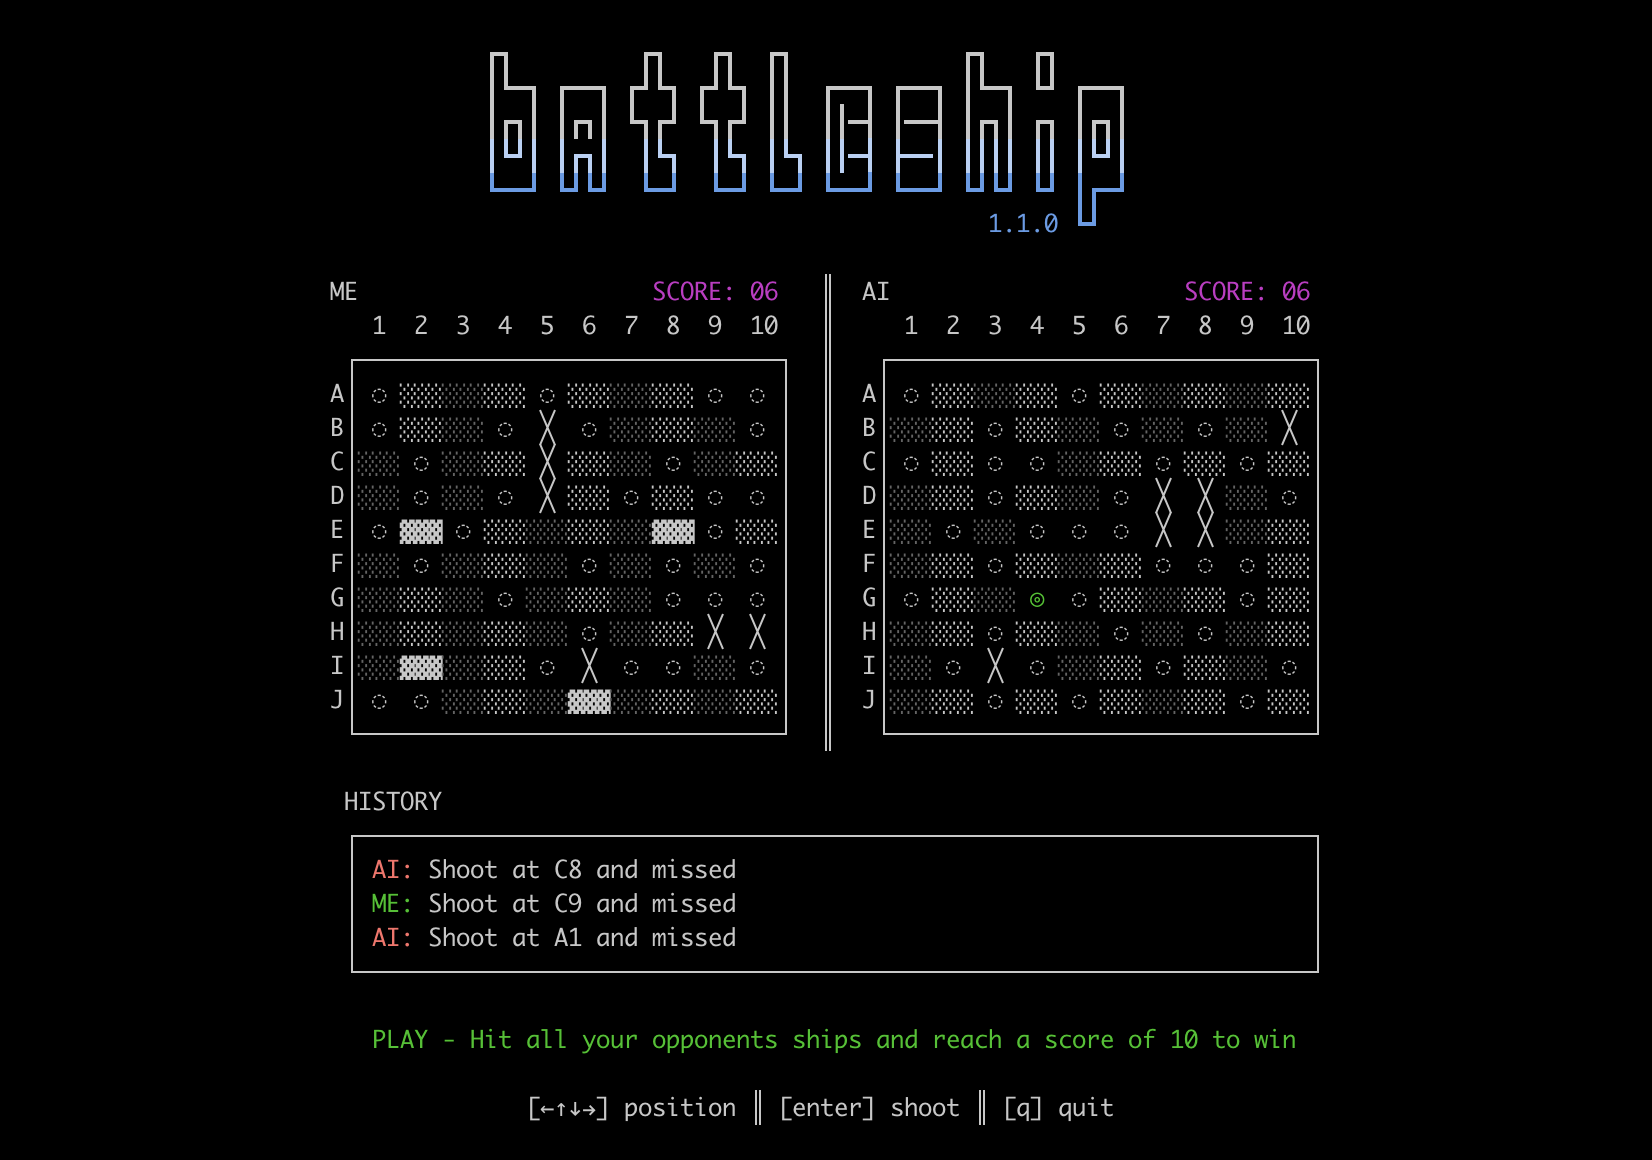 battleship
1.1.0
ME SCORE: 06
AI SCORE: 06
1 2 3 4 5 6 7 8 9 10
1 2 3 4 5 6 7 8 9 10
A
B
C
D
E
F
G
H
I
J
A
B
C
D
E
F
G
H
I
J
HISTORY
AI: Shoot at C8 and missed
ME: Shoot at C9 and missed
AI: Shoot at A1 and missed
PLAY - Hit all your opponents ships and reach a score of 10 to win
[←↑↓→] position ║ [enter] shoot ║ [q] quit